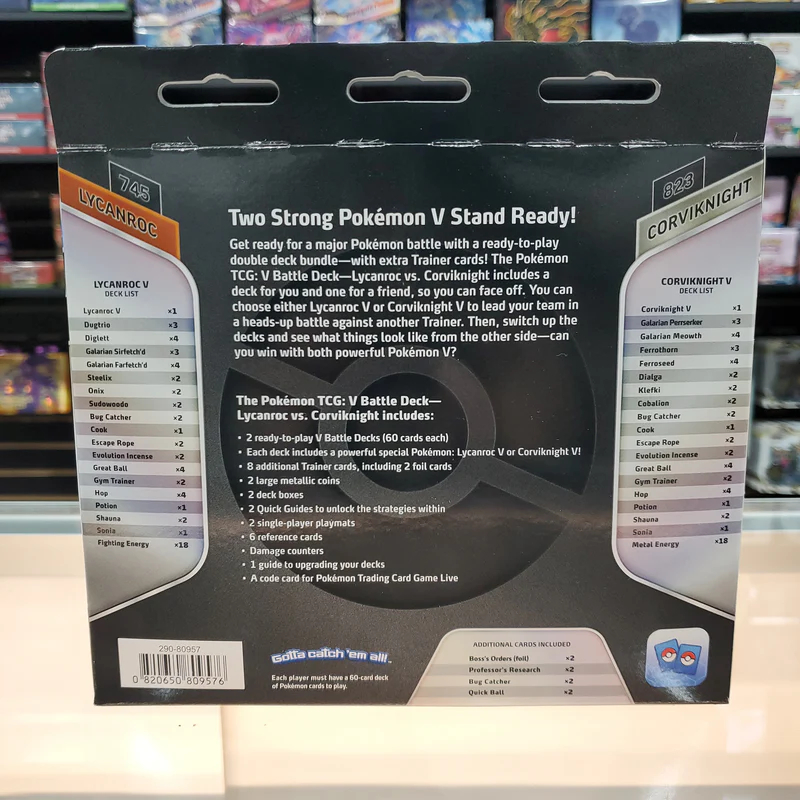 745
LYCANROC
823
CORVIKNIGHT
Two Strong Pokémon V Stand Ready!
Get ready for a major Pokémon battle with a ready-to-play
double deck bundle—with extra Trainer cards! The Pokémon
TCG: V Battle Deck—Lycanroc vs. Corviknight includes a
deck for you and one for a friend, so you can face off. You can
choose either Lycanroc V or Corviknight V to lead your team in
a heads-up battle against another Trainer. Then, switch up the
decks and see what things look like from the other side—can
you win with both powerful Pokémon V?
LYCANROC V
DECK LIST
Lycanroc V ×1
Dugtrio ×3
Diglett ×4
Galarian Sirfetch'd ×3
Galarian Farfetch'd ×4
Steelix ×2
Onix ×2
Sudowoodo ×2
Bug Catcher ×2
Cook ×1
Escape Rope ×2
Evolution Incense ×2
Great Ball ×4
Gym Trainer ×2
Hop ×4
Potion ×1
Shauna ×2
Sonia ×1
Fighting Energy ×18
The Pokémon TCG: V Battle Deck—
Lycanroc vs. Corviknight includes:
• 2 ready-to-play V Battle Decks (60 cards each)
• Each deck includes a powerful special Pokémon: Lycanroc V or Corviknight V!
• 8 additional Trainer cards, including 2 foil cards
• 2 large metallic coins
• 2 deck boxes
• 2 Quick Guides to unlock the strategies within
• 2 single-player playmats
• 6 reference cards
• Damage counters
• 1 guide to upgrading your decks
• A code card for Pokémon Trading Card Game Live
CORVIKNIGHT V
DECK LIST
Corviknight V ×1
Galarian Perrserker ×3
Galarian Meowth ×4
Ferrothorn ×3
Ferroseed ×4
Dialga ×2
Klefki ×2
Cobalion ×2
Bug Catcher ×2
Cook ×1
Escape Rope ×2
Evolution Incense ×2
Great Ball ×4
Gym Trainer ×2
Hop ×4
Potion ×1
Shauna ×2
Sonia ×1
Metal Energy ×18
290-80957
0 820650 809576
Gotta catch 'em all!™
Each player must have a 60-card deck
of Pokémon cards to play.
ADDITIONAL CARDS INCLUDED
Boss's Orders (foil) ×2
Professor's Research ×2
Bug Catcher ×2
Quick Ball ×2